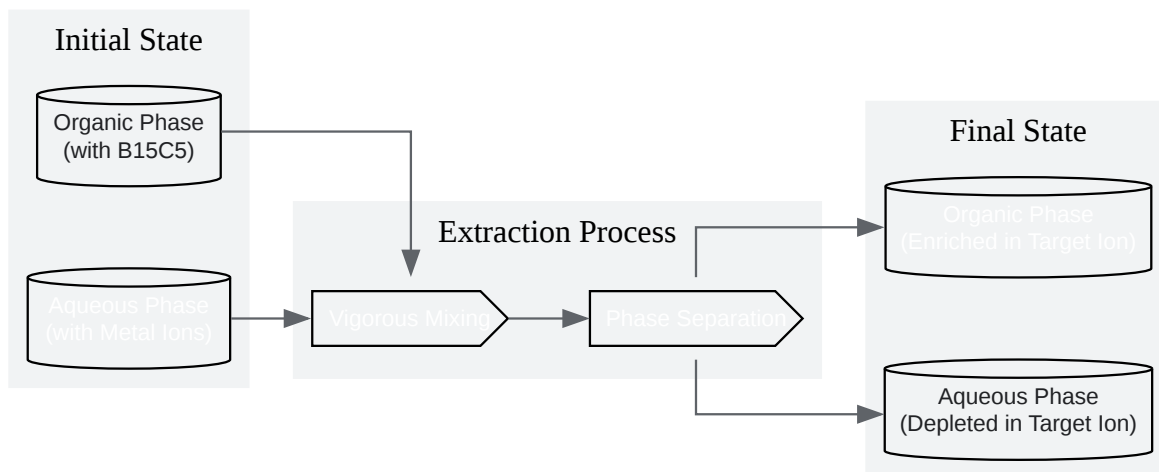 Initial State
Organic Phase
(with B15C5)
Aqueous Phase
(with Metal Ions)
Extraction Process
Vigorous Mixing
Phase Separation
Final State
Organic Phase
(Enriched in Target Ion)
Aqueous Phase
(Depleted in Target Ion)